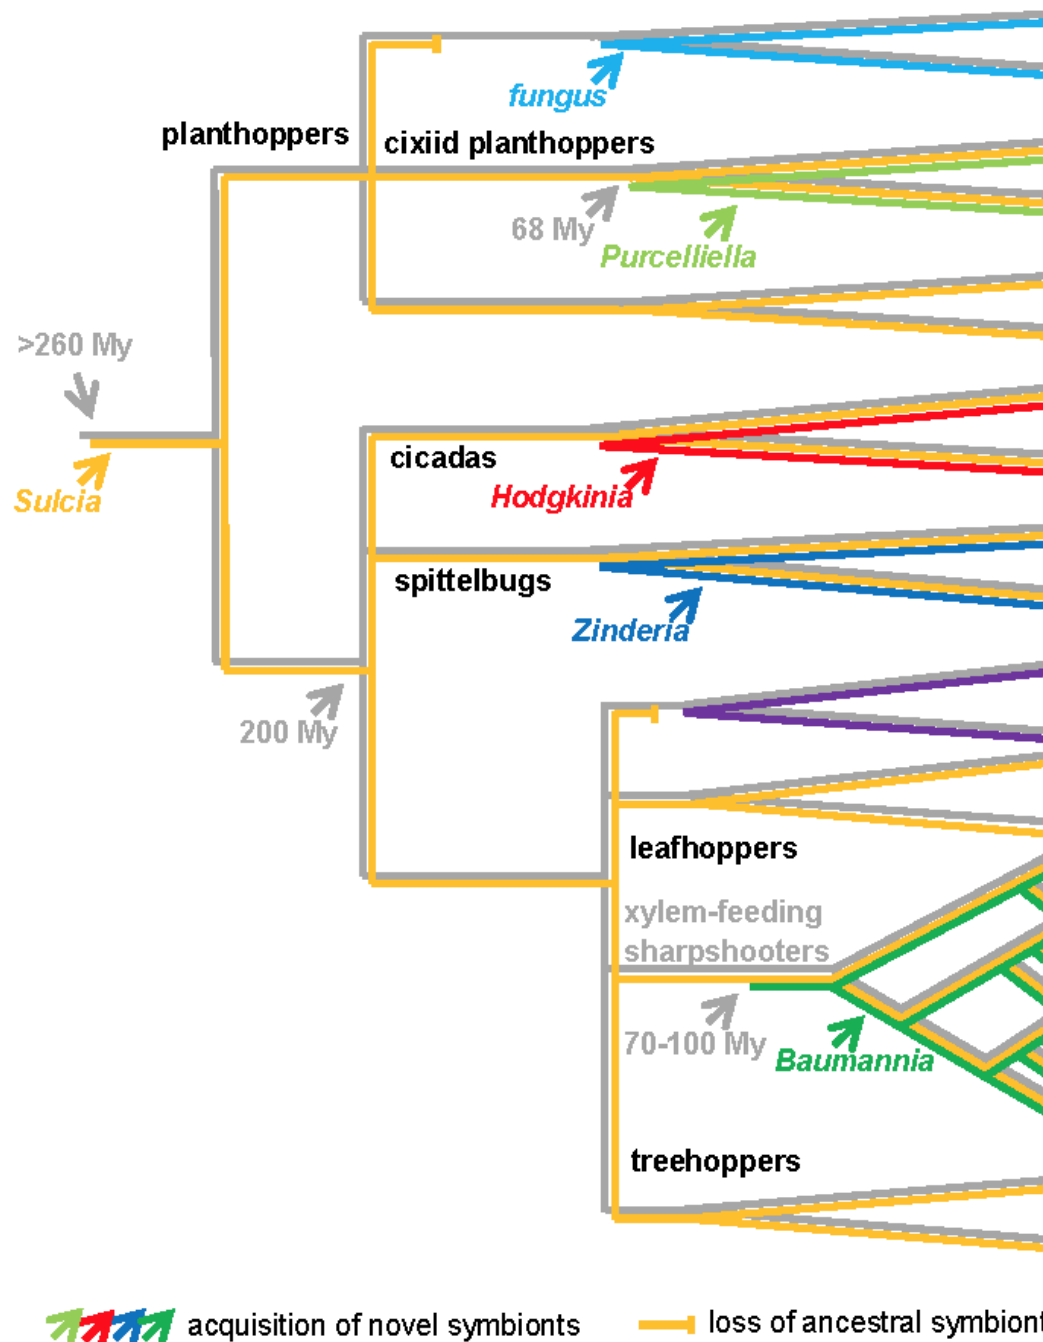 fungus
planthoppers
cixiid planthoppers
68 My
Purcelliella
>260 My
Sulcia
cicadas
Hodgkinia
spittelbugs
Zinderia
200 My
leafhoppers
xylem-feeding
sharpshooters
70-100 My
Baumannia
treehoppers
acquisition of novel symbionts
loss of ancestral symbiont